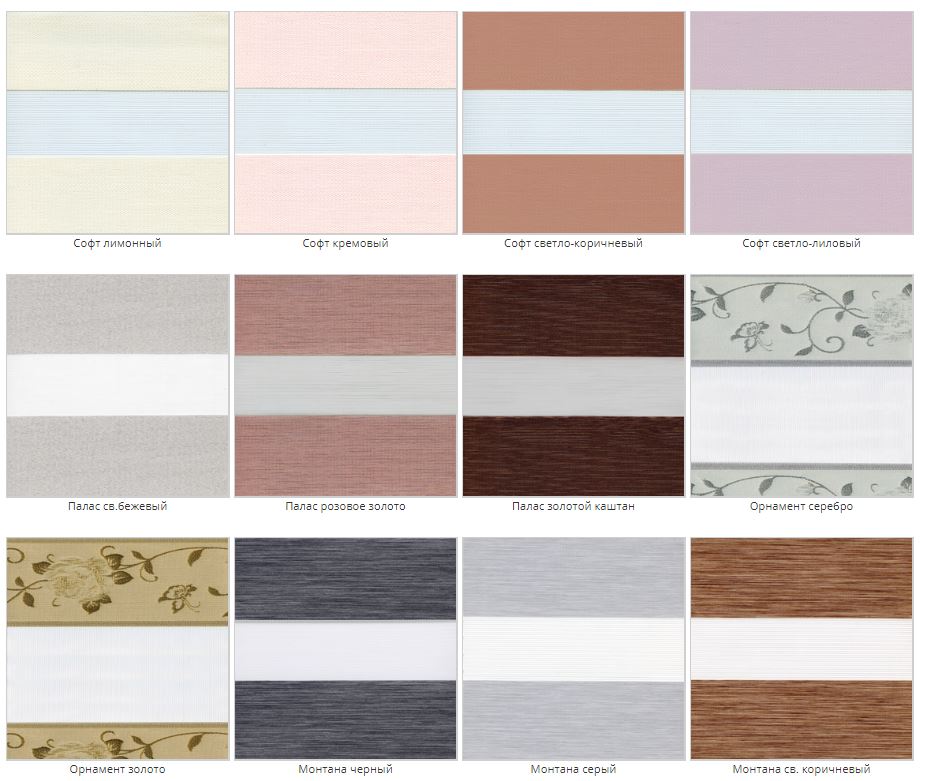 Софт лимонный
Софт кремовый
Софт светло-коричневый
Софт светло-лиловый
Палас св.бежевый
Палас розовое золото
Палас золотой каштан
Орнамент серебро
Орнамент золото
Монтана черный
Монтана серый
Монтана св. коричневый